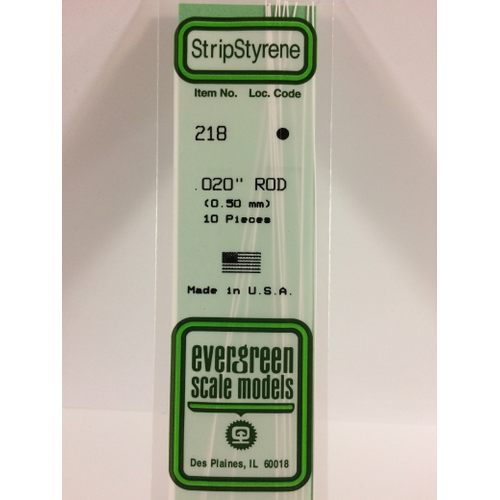 StripStyrene
Item No. Loc. Code
218
.020" ROD
(0.50 mm)
10 Pieces
Made in U.S.A.
evergreen
scale models
Des Plaines, IL 60018